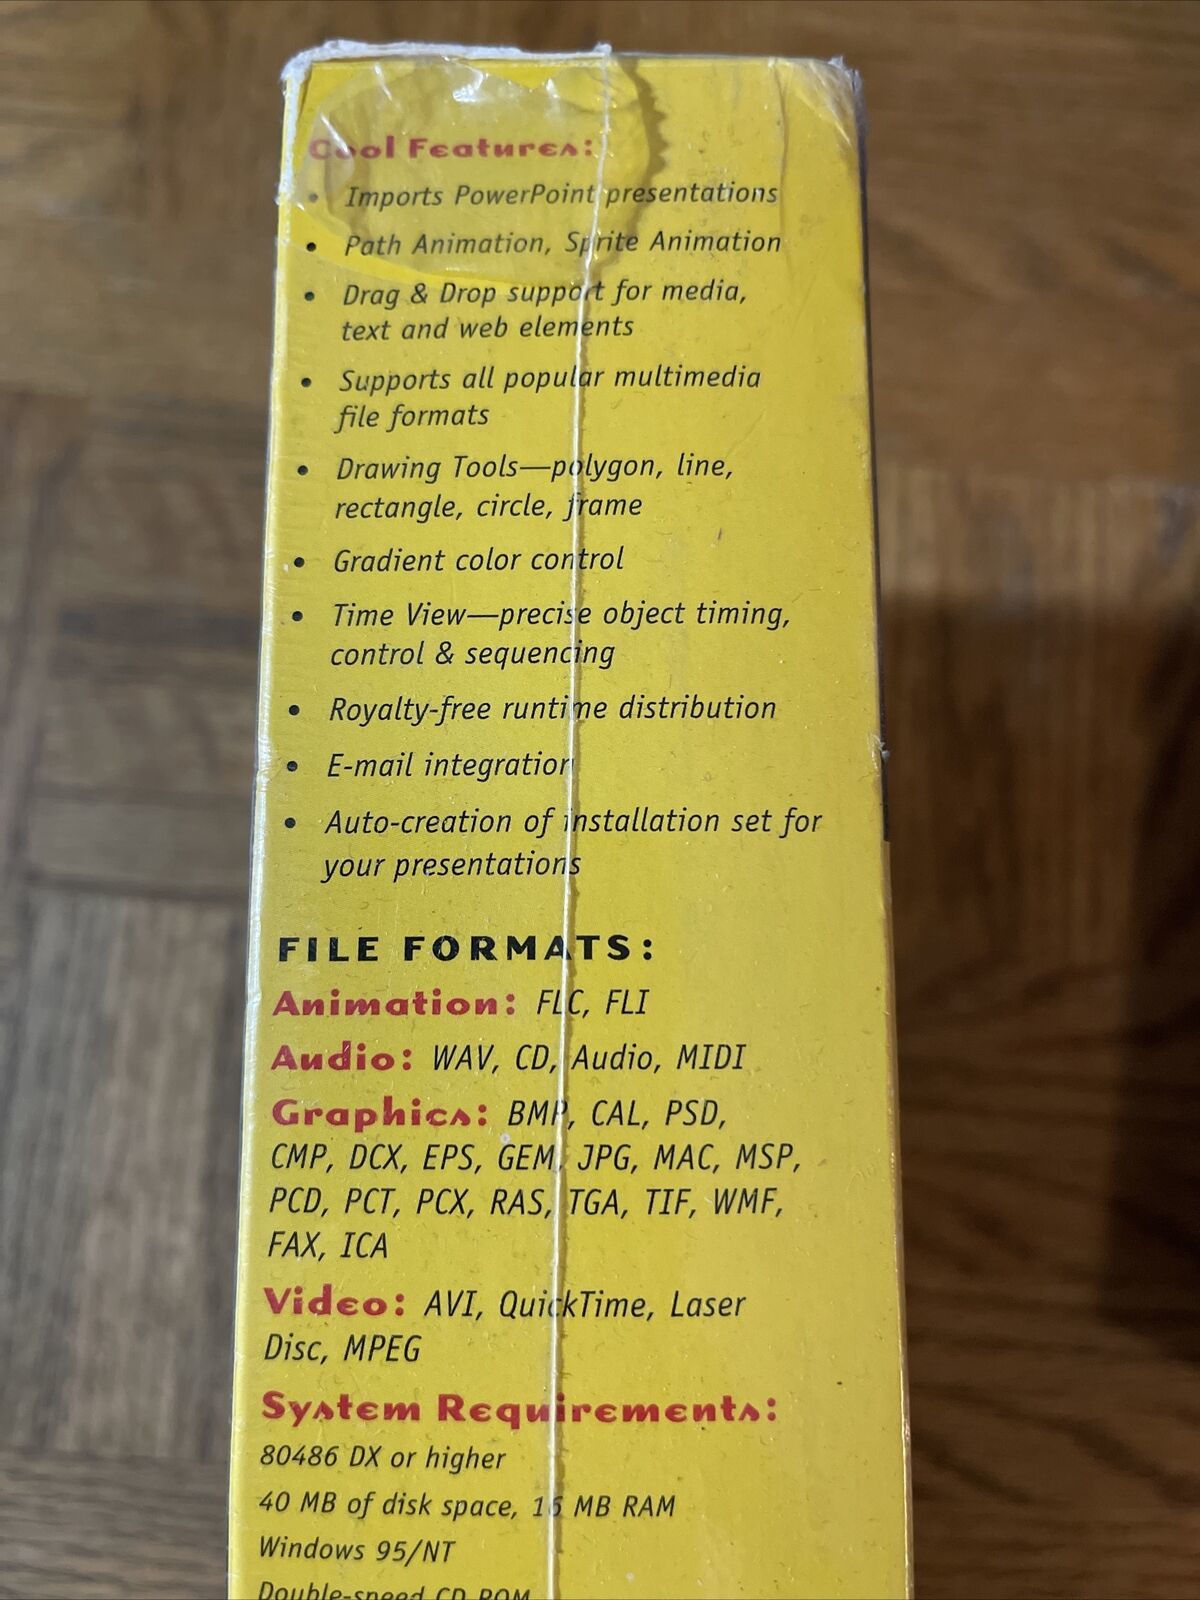 Cool Features:
• Imports PowerPoint presentations
• Path Animation, Sprite Animation
• Drag & Drop support for media,
text and web elements
• Supports all popular multimedia
file formats
• Drawing Tools—polygon, line,
rectangle, circle, frame
• Gradient color control
• Time View—precise object timing,
control & sequencing
• Royalty-free runtime distribution
• E-mail integration
• Auto-creation of installation set for
your presentations
FILE FORMATS:
Animation: FLC, FLI
Audio: WAV, CD, Audio, MIDI
Graphics: BMP, CAL, PSD,
CMP, DCX, EPS, GEM, JPG, MAC, MSP,
PCD, PCT, PCX, RAS, TGA, TIF, WMF,
FAX, ICA
Video: AVI, QuickTime, Laser
Disc, MPEG
System Requirements:
80486 DX or higher
40 MB of disk space, 16 MB RAM
Windows 95/NT
Double-speed CD ROM